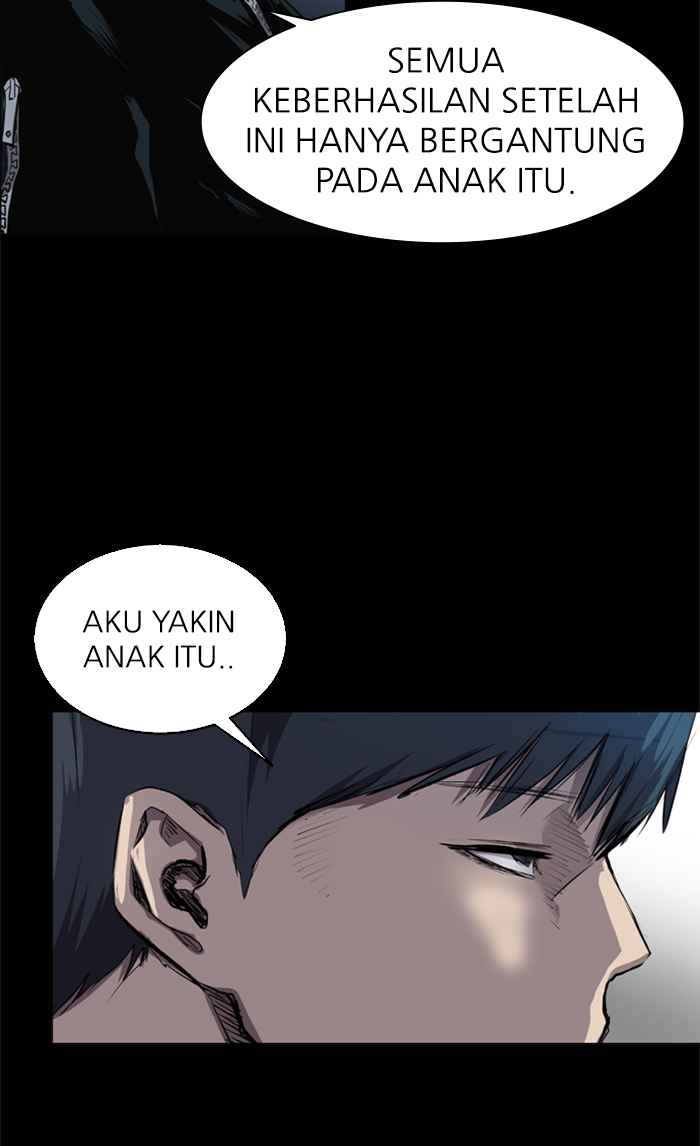 SEMUA
KEBERHASILAN SETELAH
INI HANYA BERGANTUNG
PADA ANAK ITU.
AKU YAKIN
ANAK ITU..